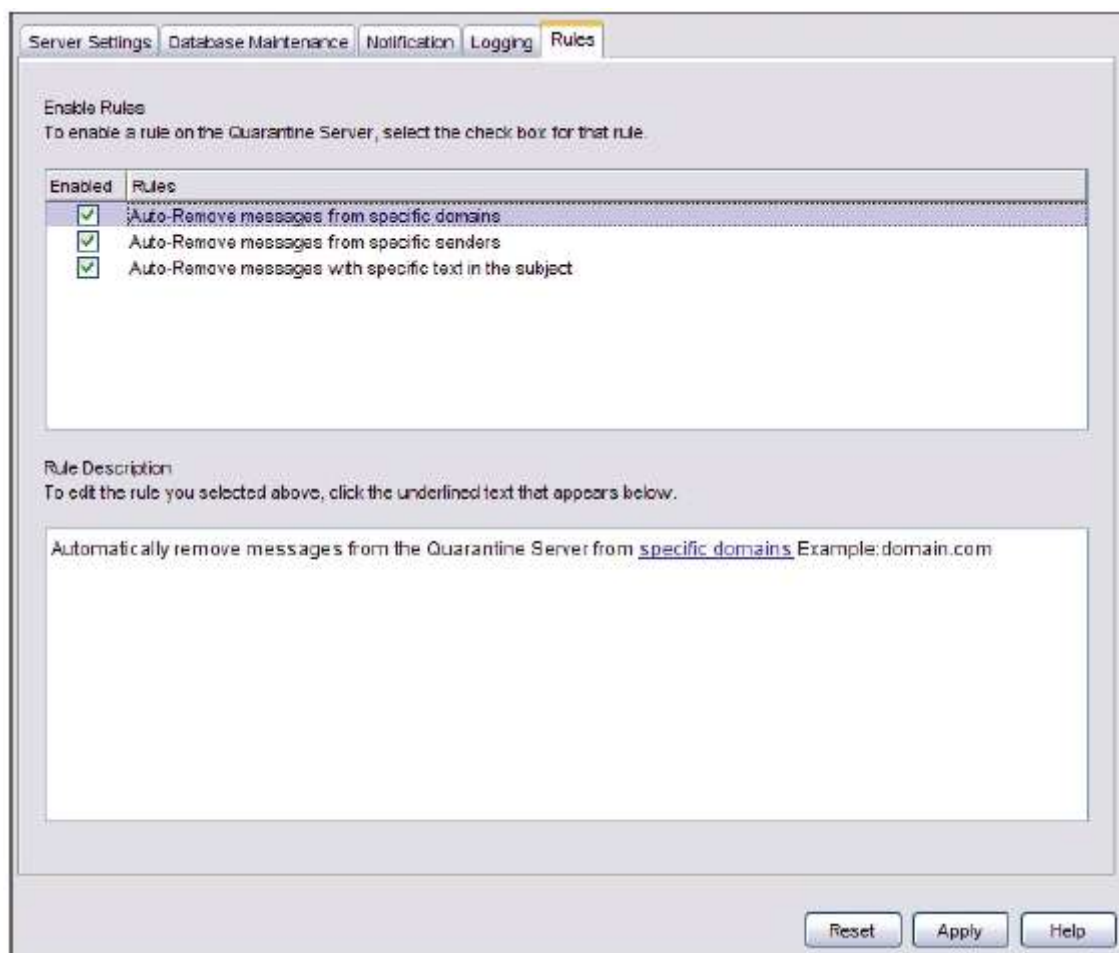 Server Settings Database Maintenance Notification Logging Rules
Enable Rules
To enable a rule on the Quarantine Server, select the check box for that rule.
Enabled Rules
Auto-Remove messages from specific domains
Auto-Remove messages from specific senders
Auto-Remove messages with specific text in the subject
Rule Description
To edit the rule you selected above, click the underlined text that appears below.
Automatically remove messages from the Quarantine Server from specific domains Example:domain.com
Reset Apply Help